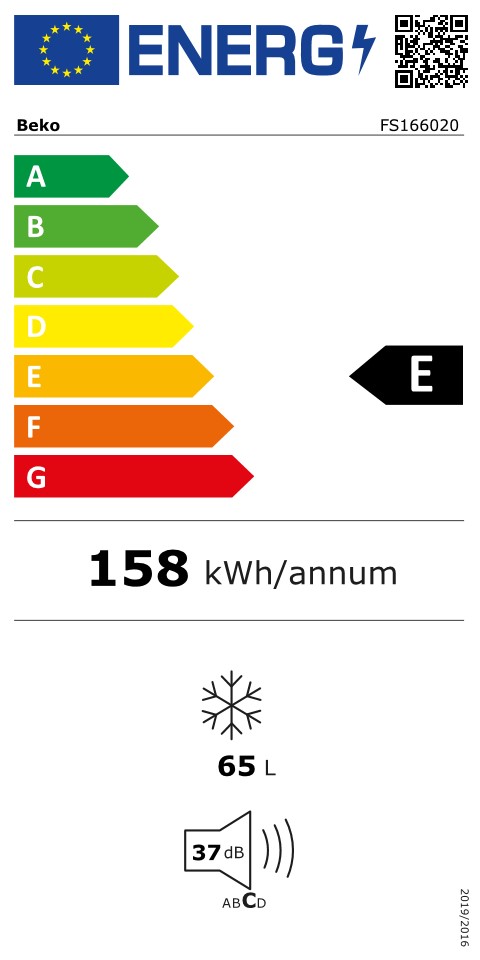 ENERG
Beko FS166020
A
B
C
D
E
E
F
G
158 kWh/annum
65 L
37 dB
ABCD
2019/2016